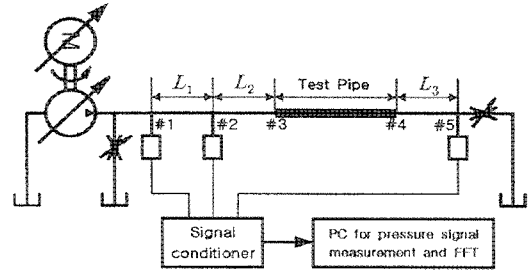 M
L1 L2 Test Pipe L3
#1 #2 #3 #4 #5
Signal
conditioner
PC for pressure signal
measurement and FFT